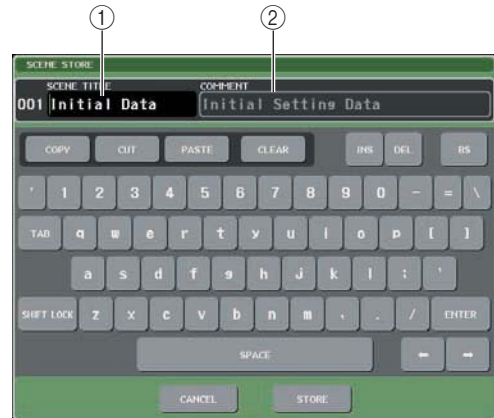 ① ②
SCENE STORE
SCENE TITLE COMMENT
001 Initial Data Initial Setting Data
COPY CUT PASTE CLEAR INS DEL BS
' 1 2 3 4 5 6 7 8 9 0 - = \
TAB q w e r t y u i o p [ ]
a s d f g h j k l ; '
SHIFT LOCK z x c v b n m , . / ENTER
SPACE ← →
CANCEL STORE